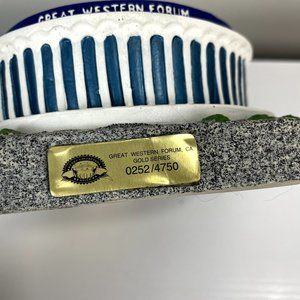 GREAT WESTERN FORUM
GREAT WESTERN FORUM, CA
GOLD SERIES
0252/4750